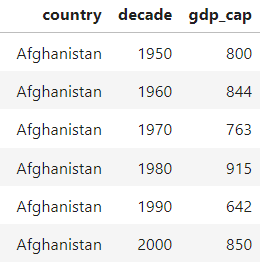 country decade gdp_cap
Afghanistan 1950 800
Afghanistan 1960 844
Afghanistan 1970 763
Afghanistan 1980 915
Afghanistan 1990 642
Afghanistan 2000 850